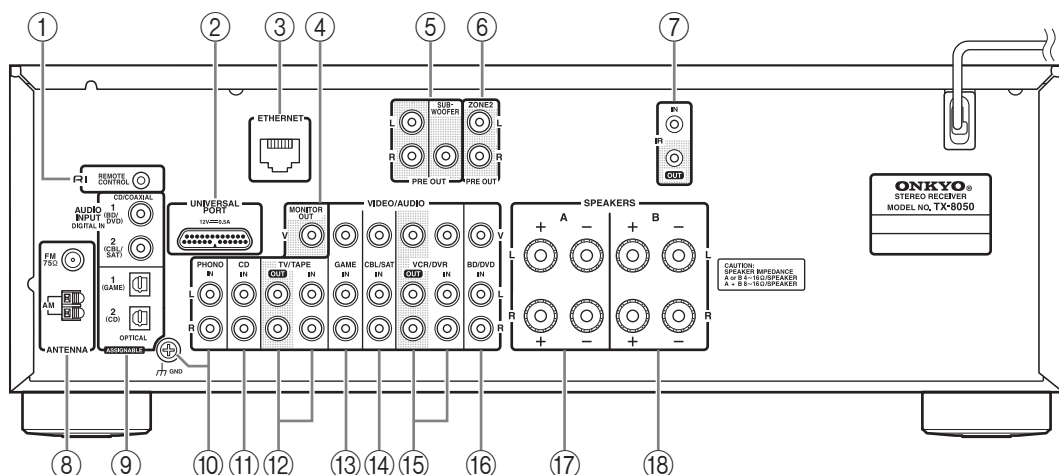 ① ② ③ ④ ⑤ ⑥ ⑦
ETHERNET
SUB-
WOOFER
ZONE2
L
R
L
R
PRE OUT
PRE OUT
IN
IR
OUT
RI
REMOTE
CONTROL
AUDIO
INPUT
DIGITAL IN
CD/COAXIAL
1
(BD/
DVD)
2
(CBL/
SAT)
1
(GAME)
2
(CD)
OPTICAL
ASSIGNABLE
FM
75Ω
AM
ANTENNA
GND
UNIVERSAL
PORT
12V 0.5A
MONITOR
OUT
V
VIDEO/AUDIO
V
PHONO
IN
CD
IN
TV/TAPE
OUT IN
GAME
IN
CBL/SAT
IN
VCR/DVR
OUT IN
BD/DVD
IN
L
R
L
R
SPEAKERS
A B
+ − + −
L L
R R
+ − + −
CAUTION:
SPEAKER IMPEDANCE
A or B 4~16Ω/SPEAKER
A + B 8~16Ω/SPEAKER
ONKYO®
STEREO RECEIVER
MODEL NO. TX-8050
⑧ ⑨ ⑩ ⑪ ⑫ ⑬ ⑭ ⑮ ⑯ ⑰ ⑱